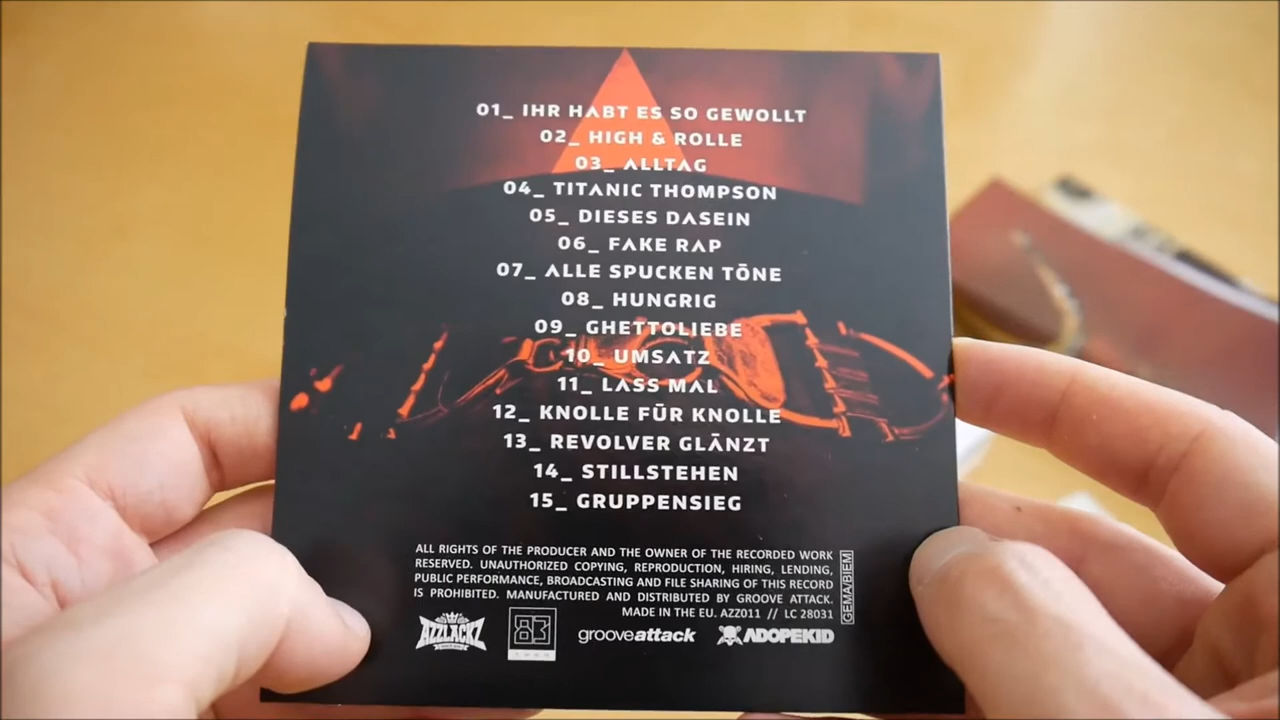 01_ IHR HABT ES SO GEWOLLT
02_ HIGH & ROLLE
03_ ALLTAG
04_ TITANIC THOMPSON
05_ DIESES DASEIN
06_ FAKE RAP
07_ ALLE SPUCKEN TŌNE
08_ HUNGRIG
09_ GHETTOLIEBE
10_ UMSATZ
11_ LASS MAL
12_ KNOLLE FŪR KNOLLE
13_ REVOLVER GLĀNZT
14_ STILLSTEHEN
15_ GRUPPENSIEG
ALL RIGHTS OF THE PRODUCER AND THE OWNER OF THE RECORDED WORK
RESERVED. UNAUTHORIZED COPYING, REPRODUCTION, HIRING, LENDING,
PUBLIC PERFORMANCE, BROADCASTING AND FILE SHARING OF THIS RECORD
IS PROHIBITED. MANUFACTURED AND DISTRIBUTED BY GROOVE ATTACK.
MADE IN THE EU. AZZ011 // LC 28031
GEMA/BIEM
AZZLACKZ
83
grooveattack
ADOPEKID